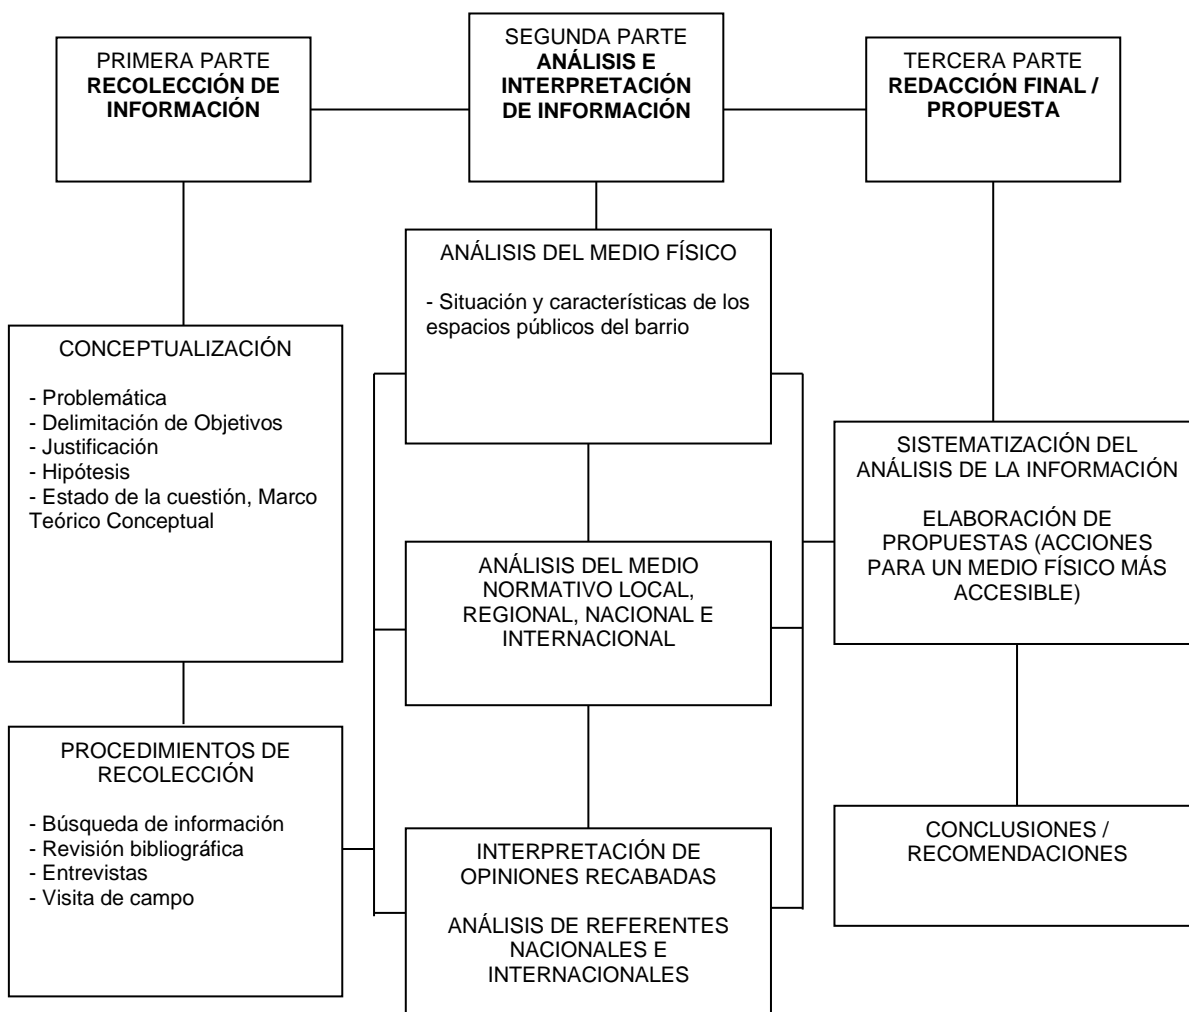 PRIMERA PARTE
RECOLECCIÓN DE
INFORMACIÓN
SEGUNDA PARTE
ANÁLISIS E
INTERPRETACIÓN
DE INFORMACIÓN
TERCERA PARTE
REDACCIÓN FINAL /
PROPUESTA
CONCEPTUALIZACIÓN
- Problemática
- Delimitación de Objetivos
- Justificación
- Hipótesis
- Estado de la cuestión, Marco
Teórico Conceptual
PROCEDIMIENTOS DE
RECOLECCIÓN
- Búsqueda de información
- Revisión bibliográfica
- Entrevistas
- Visita de campo
ANÁLISIS DEL MEDIO FÍSICO
- Situación y características de los
espacios públicos del barrio
ANÁLISIS DEL MEDIO
NORMATIVO LOCAL,
REGIONAL, NACIONAL E
INTERNACIONAL
INTERPRETACIÓN DE
OPINIONES RECABADAS
ANÁLISIS DE REFERENTES
NACIONALES E
INTERNACIONALES
SISTEMATIZACIÓN DEL
ANÁLISIS DE LA INFORMACIÓN
ELABORACIÓN DE
PROPUESTAS (ACCIONES
PARA UN MEDIO FÍSICO MÁS
ACCESIBLE)
CONCLUSIONES /
RECOMENDACIONES